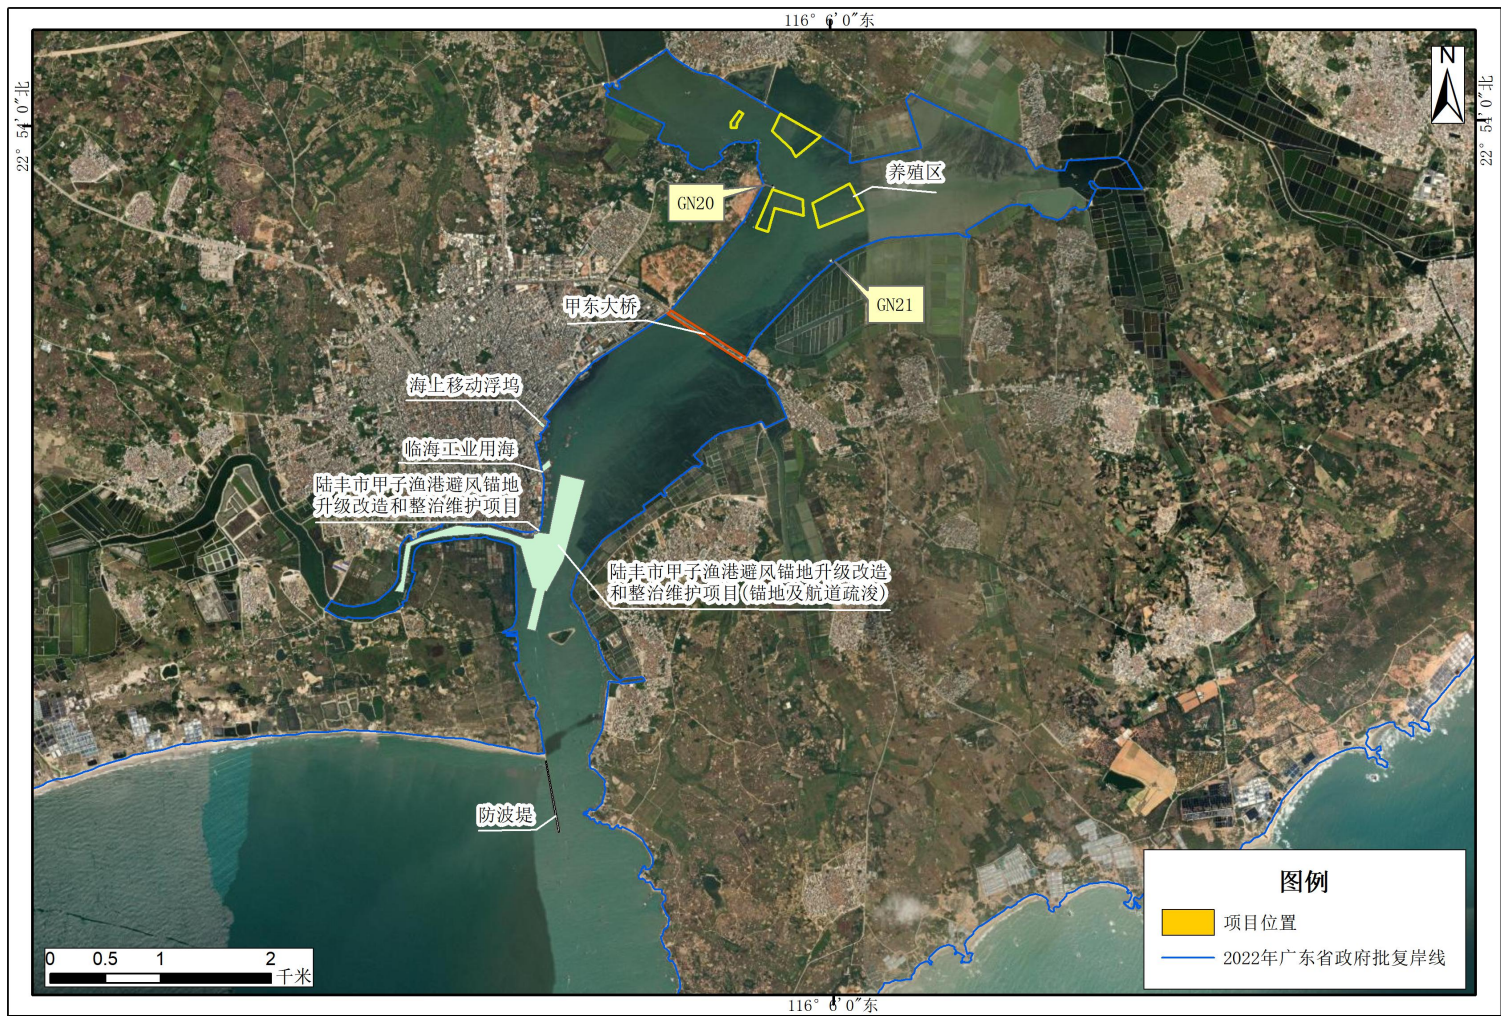 116° 6′0″东
N
22° 54′0″北
22° 54′0″北
养殖区
GN20
GN21
甲东大桥
海上移动浮坞
临海工业用海
陆丰市甲子渔港避风锚地
升级改造和整治维护项目
陆丰市甲子渔港避风锚地升级改造
和整治维护项目(锚地及航道疏浚)
防波堤
图例
项目位置
2022年广东省政府批复岸线
0 0.5 1 2
千米
116° 6′0″东